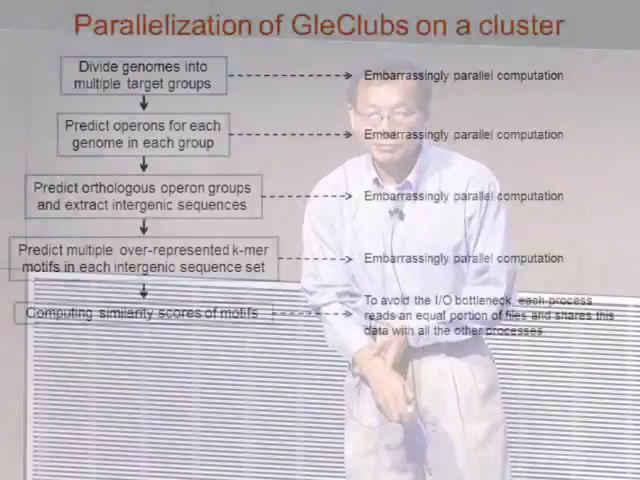 Parallelization of GleClubs on a cluster
Divide genomes into
multiple target groups
Embarrassingly parallel computation
Predict operons for each
genome in each group
Embarrassingly parallel computation
Predict orthologous operon groups
and extract intergenic sequences
Embarrassingly parallel computation
Predict multiple over-represented k-mer
motifs in each intergenic sequence set
Embarrassingly parallel computation
Computing similarity scores of motifs
To avoid the I/O bottleneck, each process
reads an equal portion of files and shares this
data with all the other processes